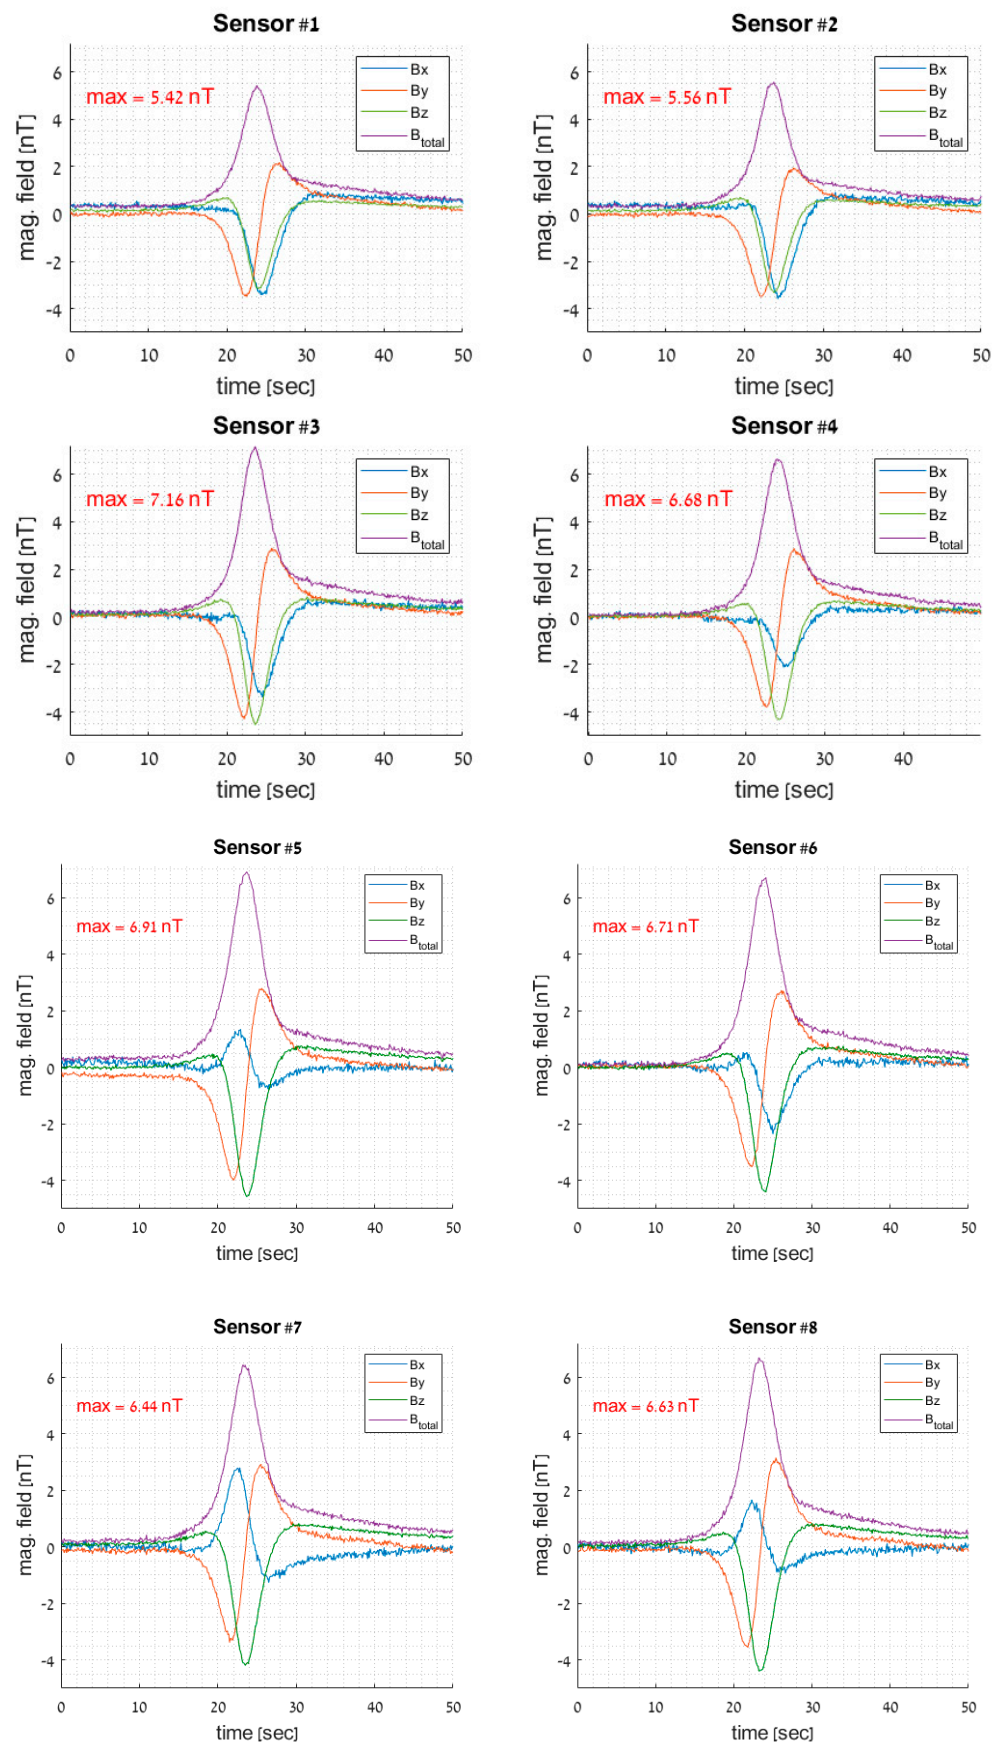 Sensor #1
6
4
2
0
-2
-4
mag. field [nT]
max = 5.42 nT
Bx
By
Bz
Btotal
0 10 20 30 40 50
time [sec]
Sensor #2
6
4
2
0
-2
-4
mag. field [nT]
max = 5.56 nT
Bx
By
Bz
Btotal
0 10 20 30 40 50
time [sec]
Sensor #3
6
4
2
0
-2
-4
mag. field [nT]
max = 7.16 nT
Bx
By
Bz
Btotal
0 10 20 30 40 50
time [sec]
Sensor #4
6
4
2
0
-2
-4
mag. field [nT]
max = 6.68 nT
Bx
By
Bz
Btotal
0 10 20 30 40
time [sec]
Sensor #5
6
4
2
0
-2
-4
mag. field [nT]
max = 6.91 nT
Bx
By
Bz
Btotal
0 10 20 30 40 50
time [sec]
Sensor #6
6
4
2
0
-2
-4
mag. field [nT]
max = 6.71 nT
Bx
By
Bz
Btotal
0 10 20 30 40 50
time [sec]
Sensor #7
6
4
2
0
-2
-4
mag. field [nT]
max = 6.44 nT
Bx
By
Bz
Btotal
0 10 20 30 40 50
time [sec]
Sensor #8
6
4
2
0
-2
-4
mag. field [nT]
max = 6.63 nT
Bx
By
Bz
Btotal
0 10 20 30 40 50
time [sec]